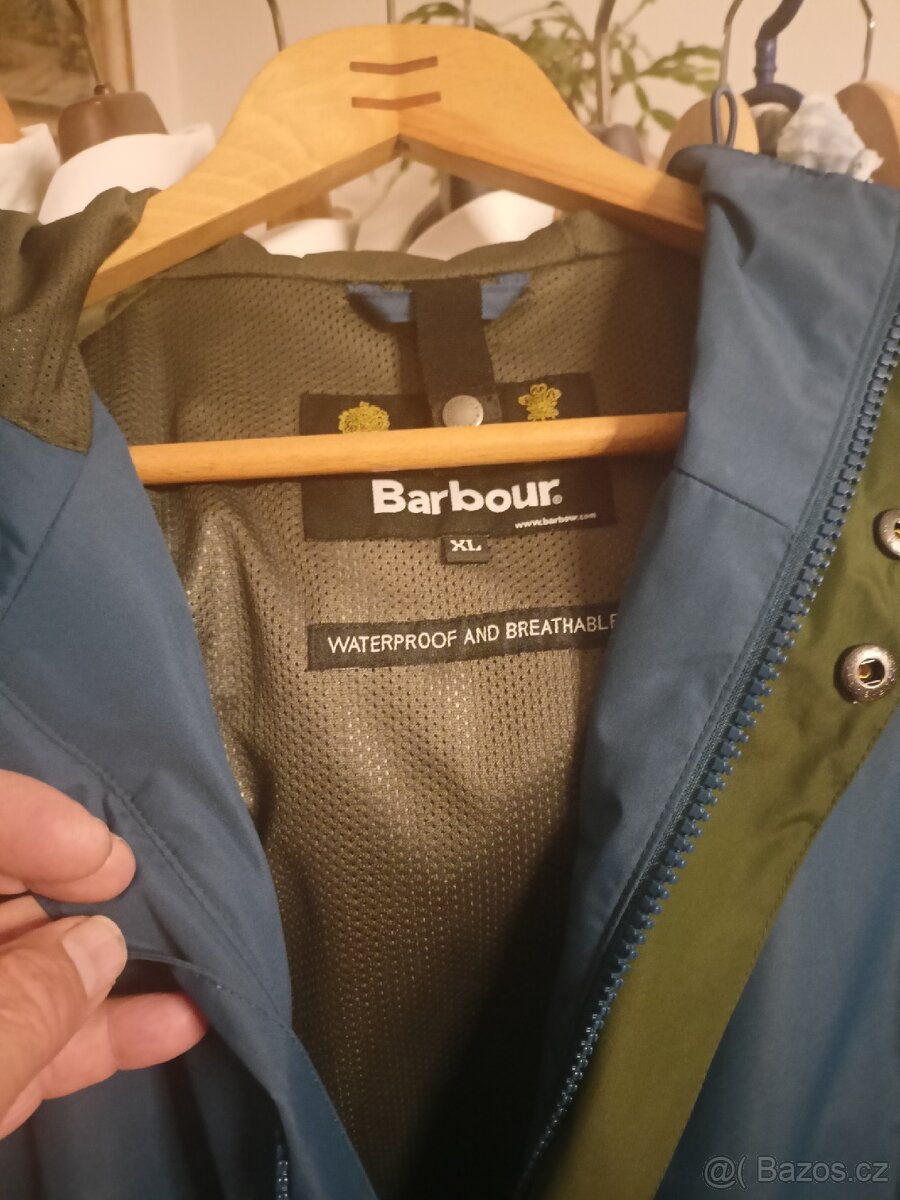 Barbour®
www.barbour.com
XL
WATERPROOF AND BREATHABLE
@( Bazos.cz